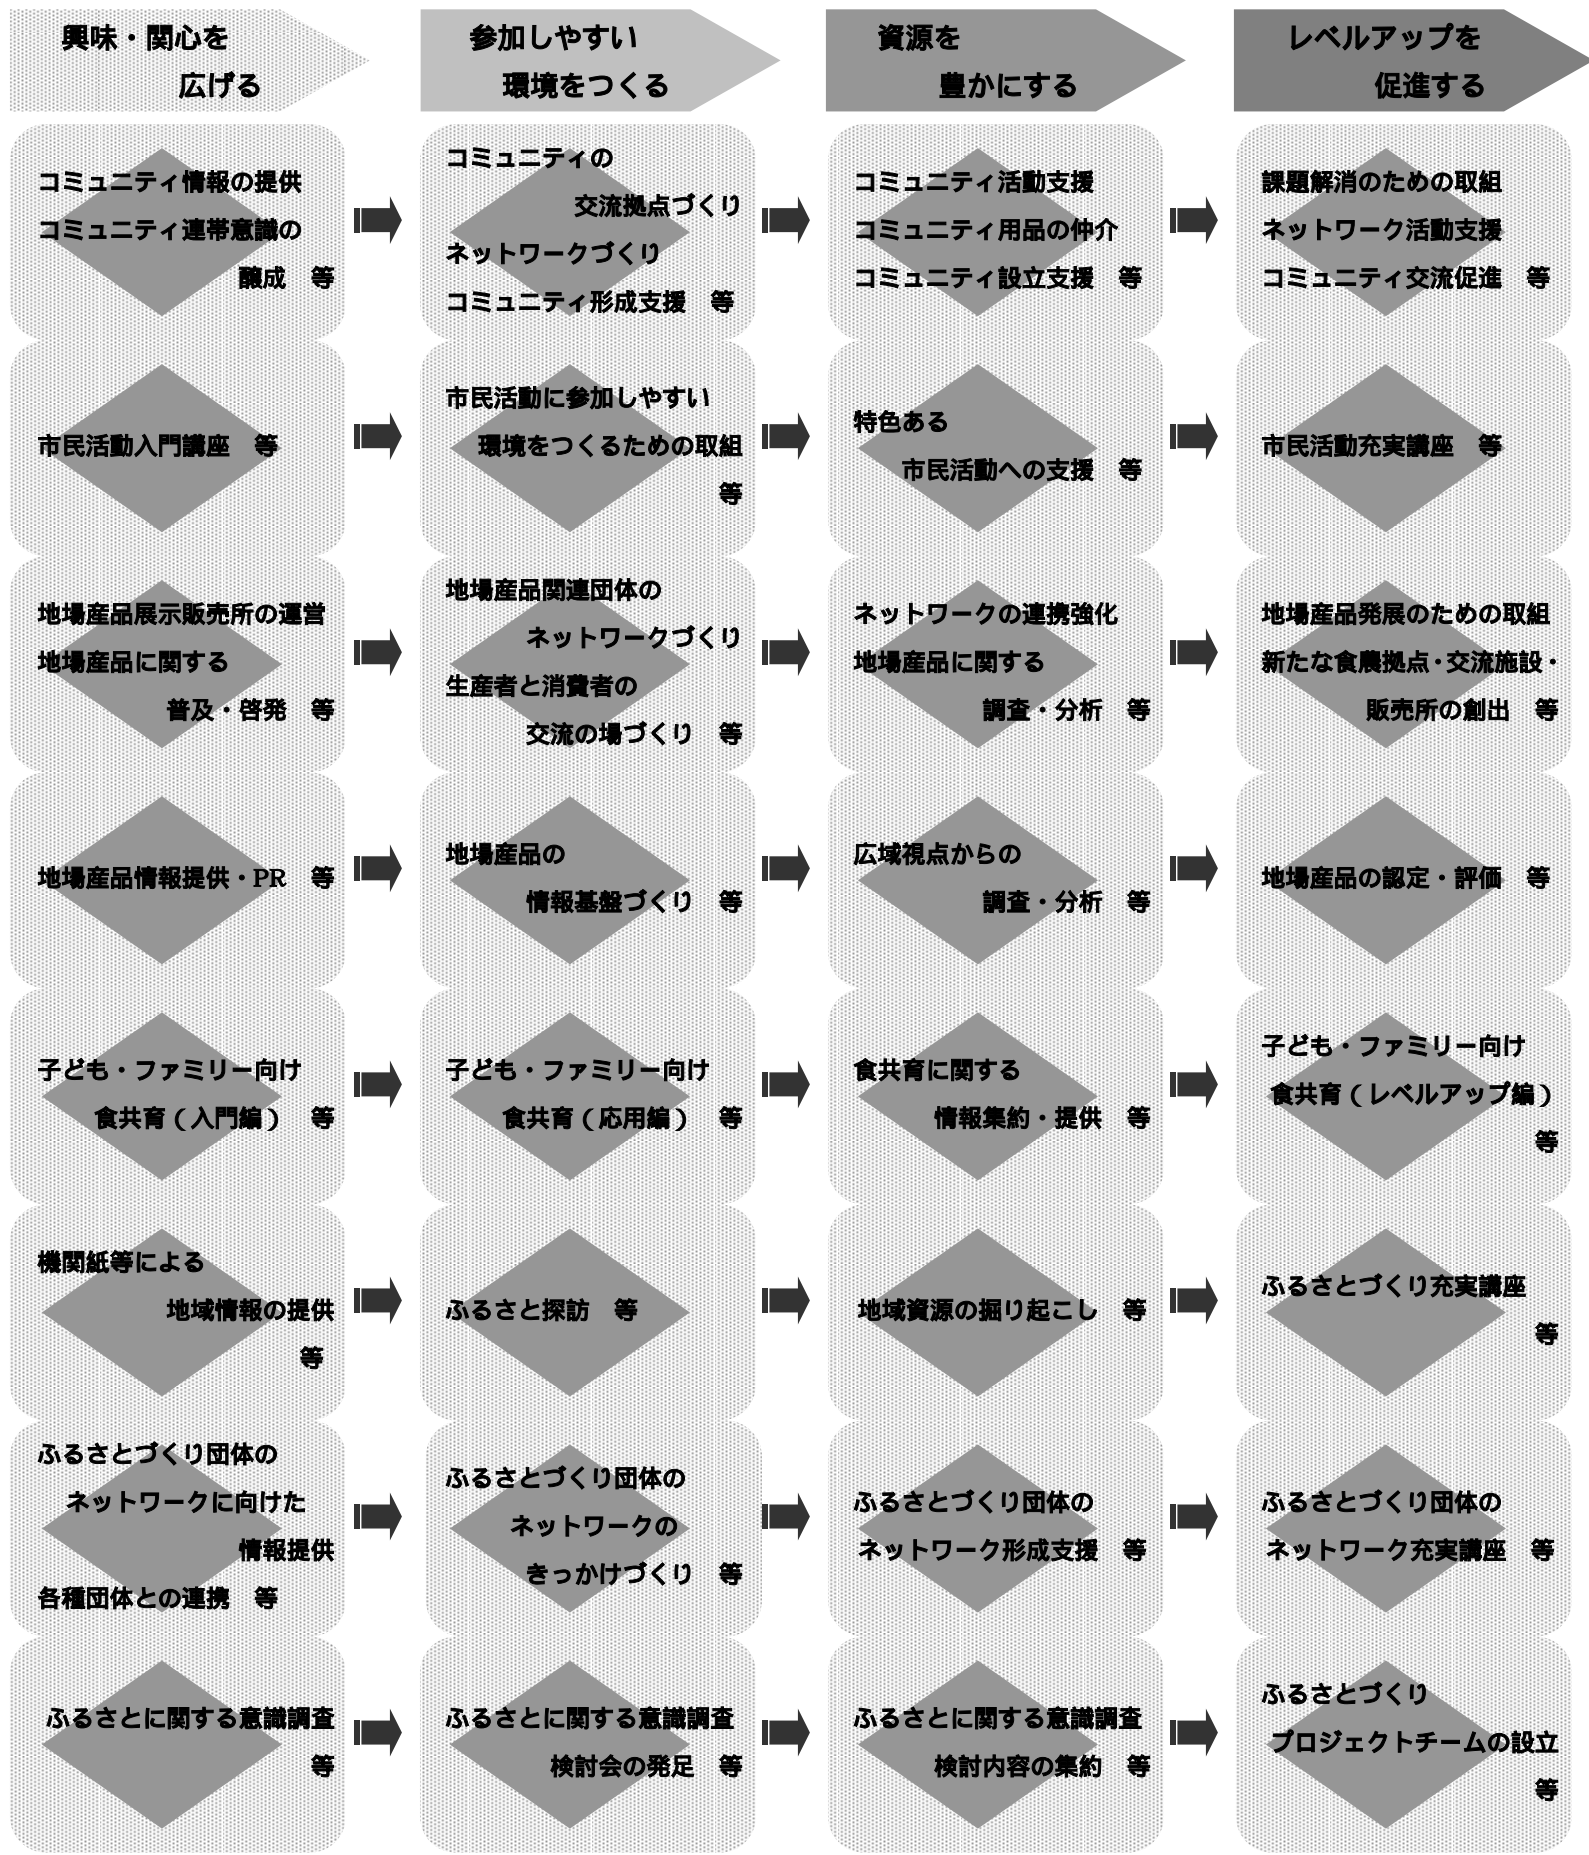 興味・関心を
広げる
参加しやすい
環境をつくる
資源を
豊かにする
レベルアップを
促進する
コミュニティ情報の提供
コミュニティ連帯意識の
醸成　等
コミュニティの
交流拠点づくり
ネットワークづくり
コミュニティ形成支援　等
コミュニティ活動支援
コミュニティ用品の仲介
コミュニティ設立支援　等
課題解消のための取組
ネットワーク活動支援
コミュニティ交流促進　等
市民活動入門講座　等
市民活動に参加しやすい
環境をつくるための取組
等
特色ある
市民活動への支援　等
市民活動充実講座　等
地場産品展示販売所の運営
地場産品に関する
普及・啓発　等
地場産品関連団体の
ネットワークづくり
生産者と消費者の
交流の場づくり　等
ネットワークの連携強化
地場産品に関する
調査・分析　等
地場産品発展のための取組
新たな食農拠点・交流施設・
販売所の創出　等
地場産品情報提供・PR　等
地場産品の
情報基盤づくり　等
広域視点からの
調査・分析　等
地場産品の認定・評価　等
子ども・ファミリー向け
食共育（入門編）　等
子ども・ファミリー向け
食共育（応用編）　等
食共育に関する
情報集約・提供　等
子ども・ファミリー向け
食共育（レベルアップ編）
等
機関紙等による
地域情報の提供
等
ふるさと探訪　等
地域資源の掘り起こし　等
ふるさとづくり充実講座
等
ふるさとづくり団体の
ネットワークに向けた
情報提供
各種団体との連携　等
ふるさとづくり団体の
ネットワークの
きっかけづくり　等
ふるさとづくり団体の
ネットワーク形成支援　等
ふるさとづくり団体の
ネットワーク充実講座　等
ふるさとに関する意識調査
等
ふるさとに関する意識調査
検討会の発足　等
ふるさとに関する意識調査
検討内容の集約　等
ふるさとづくり
プロジェクトチームの設立
等